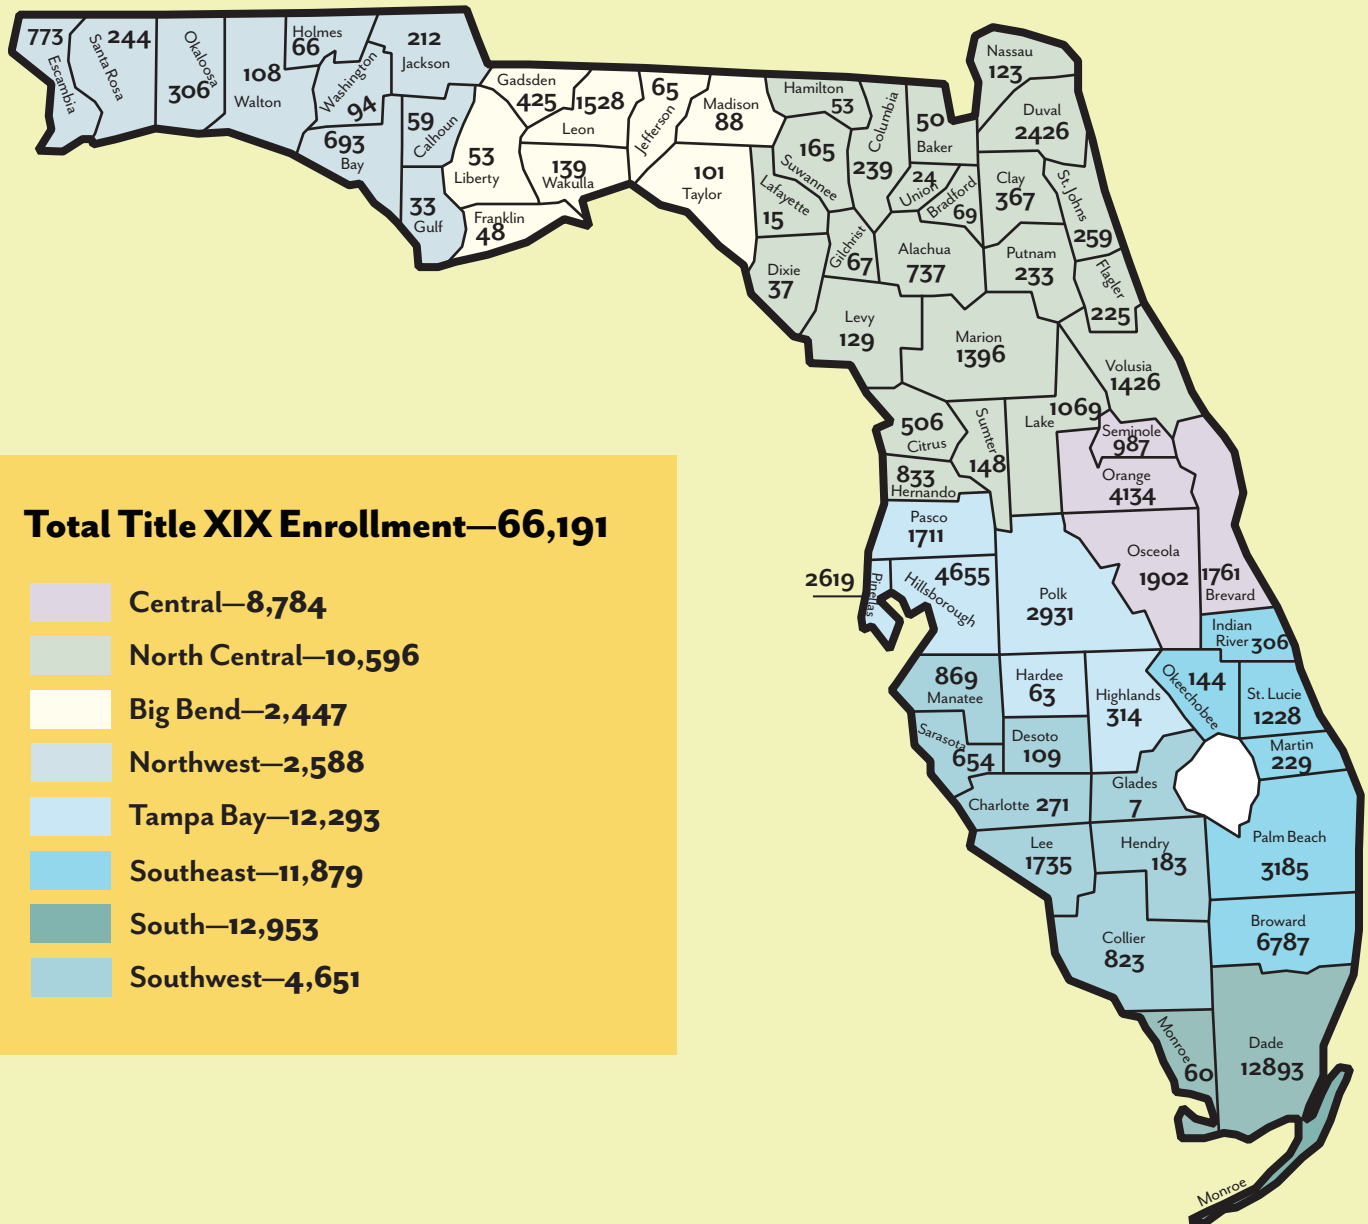 773
Escambia
Santa Rosa
244
Okaloosa
306
108
Walton
Holmes
66
Washington
94
212
Jackson
693
Bay
59
Calhoun
33
Gulf
Gadsden
425
1528
Leon
53
Liberty
139
Wakulla
Franklin
48
65
Jefferson
Madison
88
101
Taylor
Hamilton
53
165
Suwannee
Lafayette
15
Columbia
239
50
Baker
24
Union
Bradford
69
Nassau
123
Duval
2426
Clay
367
St. Johns
259
Dixie
37
Gilchrist
67
Alachua
737
Putnam
233
Flagler
225
Levy
129
Marion
1396
Volusia
1426
506
Citrus
Sumter
148
1069
Lake
Seminole
987
833
Hernando
Orange
4134
Pasco
1711
Osceola
1902
1761
Brevard
2619
Pinellas
4655
Hillsborough
Polk
2931
Indian
River 306
869
Manatee
Hardee
63
Highlands
314
144
Okeechobee
St. Lucie
1228
Sarasota
654
Desoto
109
Martin
229
Charlotte 271
Glades
7
Lee
1735
Hendry
183
Palm Beach
3185
Collier
823
Broward
6787
Monroe
60
Dade
12893
Monroe
Total Title XIX Enrollment—66,191
Central—8,784
North Central—10,596
Big Bend—2,447
Northwest—2,588
Tampa Bay—12,293
Southeast—11,879
South—12,953
Southwest—4,651